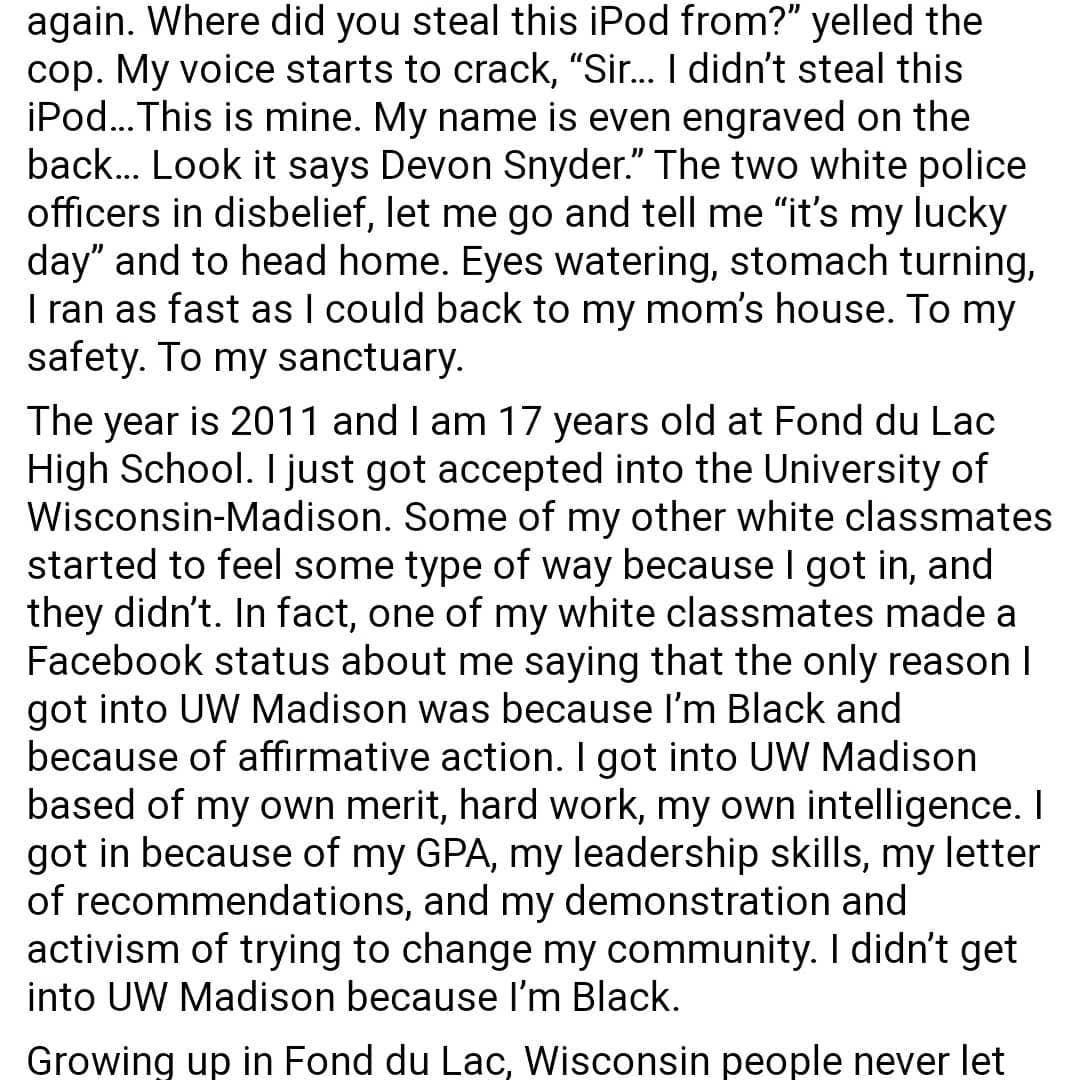 again. Where did you steal this iPod from?” yelled the
cop. My voice starts to crack, “Sir... I didn’t steal this
iPod...This is mine. My name is even engraved on the
back... Look it says Devon Snyder.” The two white police
officers in disbelief, let me go and tell me “it’s my lucky
day” and to head home. Eyes watering, stomach turning,
I ran as fast as I could back to my mom’s house. To my
safety. To my sanctuary.
The year is 2011 and I am 17 years old at Fond du Lac
High School. I just got accepted into the University of
Wisconsin-Madison. Some of my other white classmates
started to feel some type of way because I got in, and
they didn’t. In fact, one of my white classmates made a
Facebook status about me saying that the only reason I
got into UW Madison was because I’m Black and
because of affirmative action. I got into UW Madison
based of my own merit, hard work, my own intelligence. I
got in because of my GPA, my leadership skills, my letter
of recommendations, and my demonstration and
activism of trying to change my community. I didn’t get
into UW Madison because I’m Black.
Growing up in Fond du Lac, Wisconsin people never let